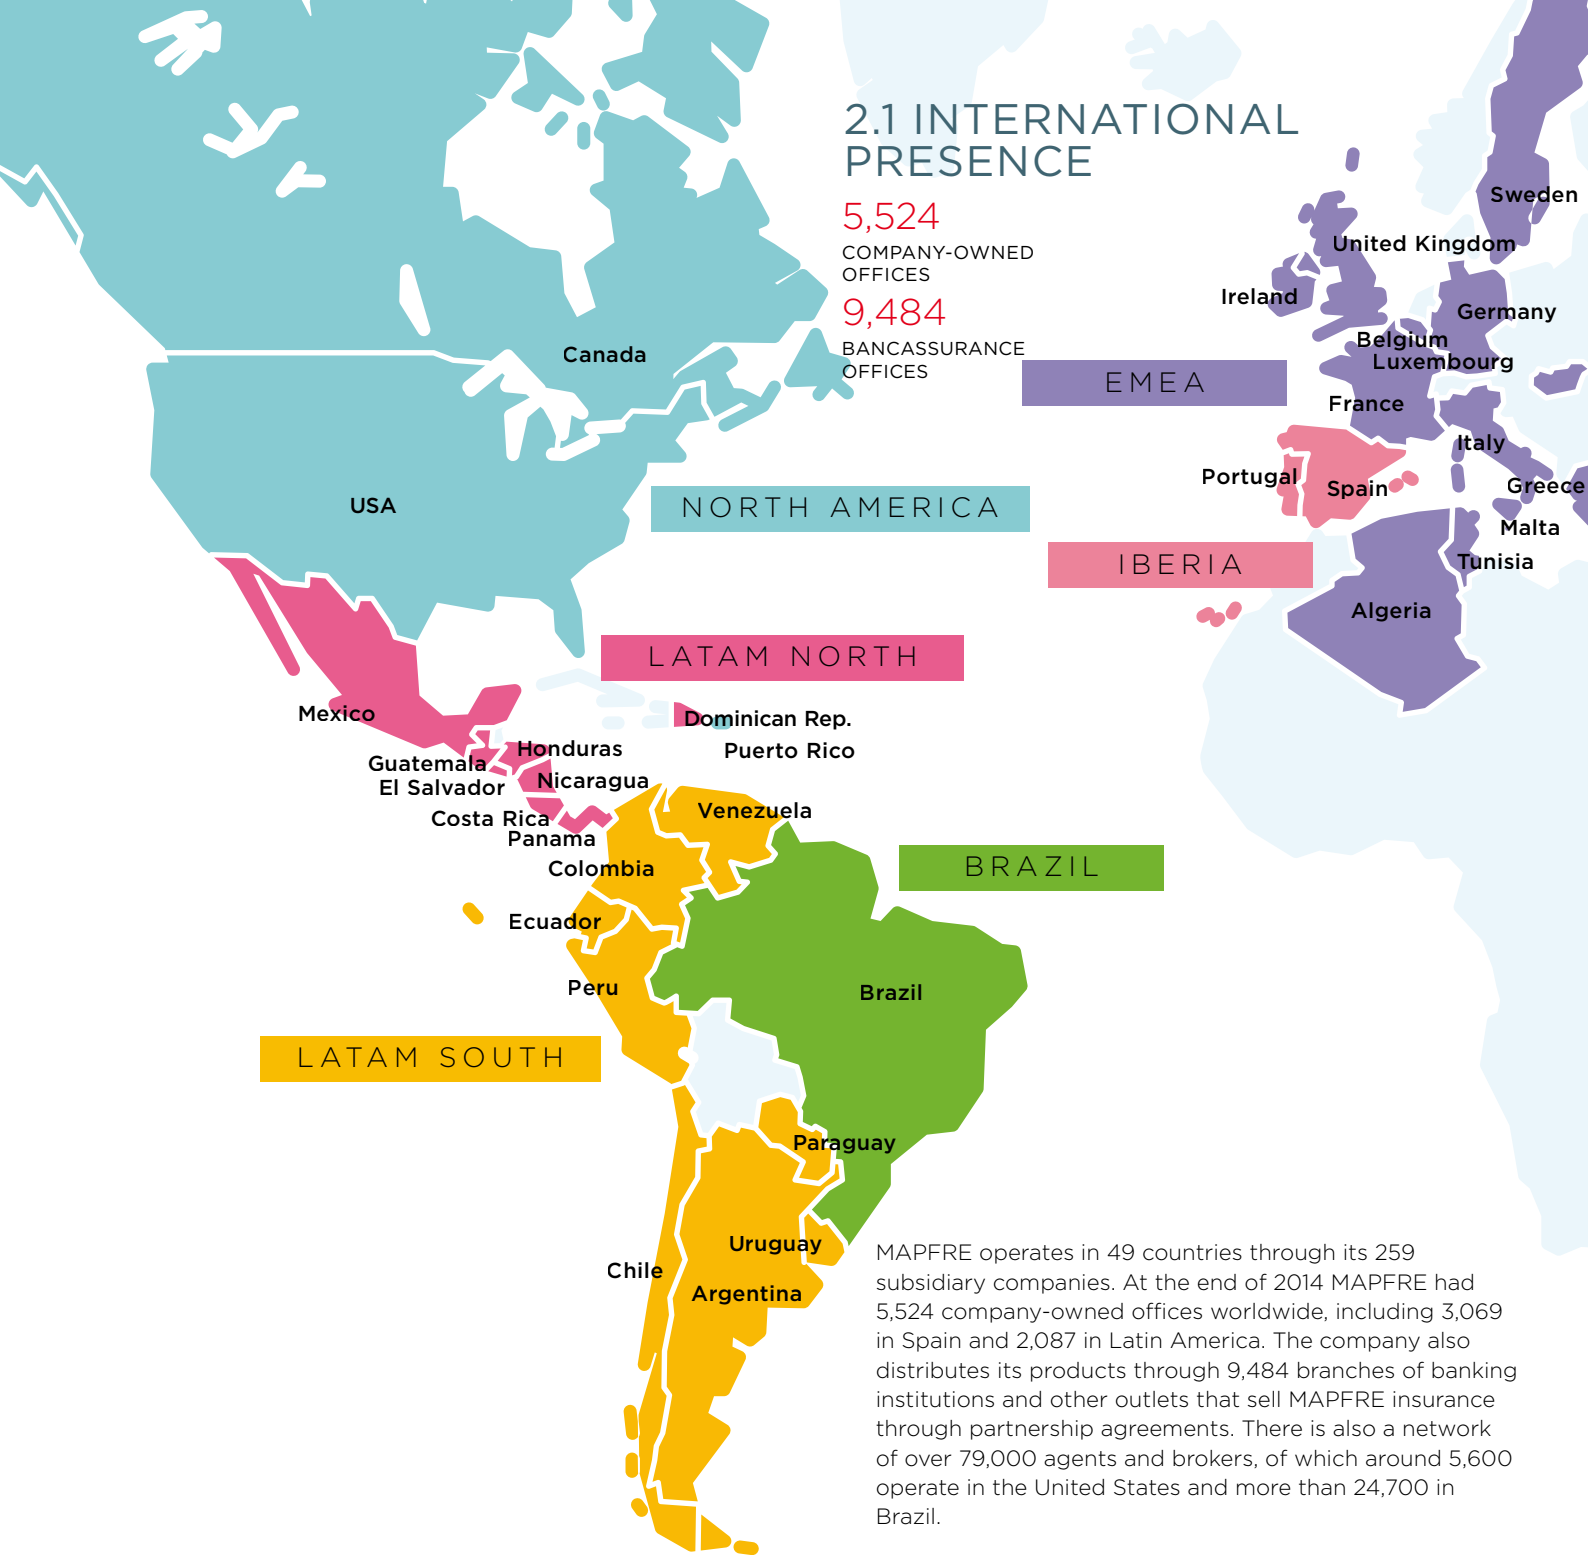 2.1 INTERNATIONAL
PRESENCE
5,524
COMPANY-OWNED
OFFICES
9,484
BANCASSURANCE
OFFICES
Sweden
United Kingdom
Ireland
Germany
Belgium
Luxembourg
Canada
EMEA
France
Italy
Portugal
Spain
Greece
USA
NORTH AMERICA
Malta
IBERIA
Tunisia
Algeria
LATAM NORTH
Mexico
Dominican Rep.
Puerto Rico
Honduras
Guatemala
Nicaragua
El Salvador
Costa Rica
Panama
Venezuela
Colombia
BRAZIL
Ecuador
Peru
Brazil
LATAM SOUTH
Paraguay
Uruguay
Chile
Argentina
MAPFRE operates in 49 countries through its 259
subsidiary companies. At the end of 2014 MAPFRE had
5,524 company-owned offices worldwide, including 3,069
in Spain and 2,087 in Latin America. The company also
distributes its products through 9,484 branches of banking
institutions and other outlets that sell MAPFRE insurance
through partnership agreements. There is also a network
of over 79,000 agents and brokers, of which around 5,600
operate in the United States and more than 24,700 in
Brazil.